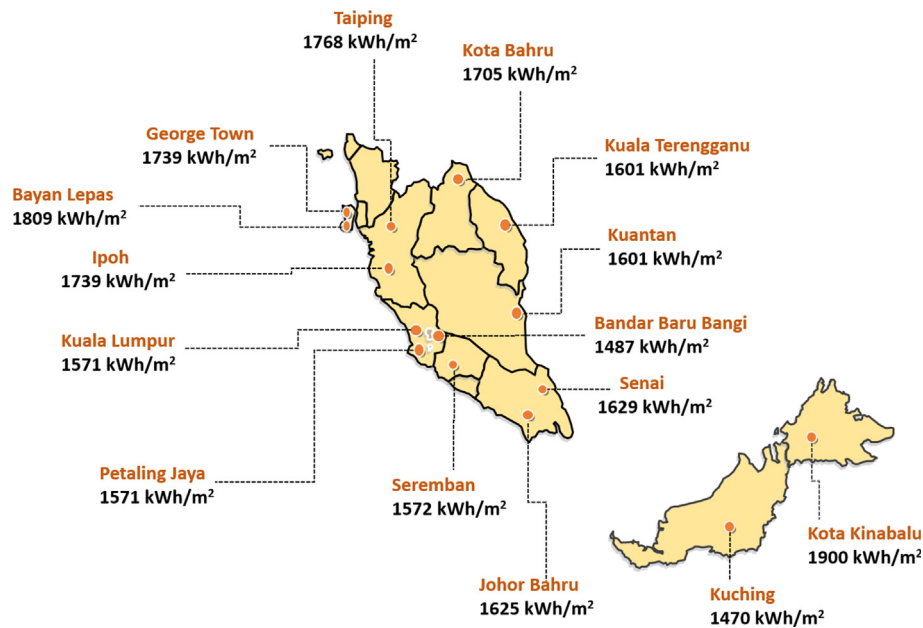 Taiping
1768 kWh/m²
Kota Bahru
1705 kWh/m²
George Town
1739 kWh/m²
Kuala Terengganu
1601 kWh/m²
Bayan Lepas
1809 kWh/m²
Kuantan
1601 kWh/m²
Ipoh
1739 kWh/m²
Bandar Baru Bangi
1487 kWh/m²
Kuala Lumpur
1571 kWh/m²
Senai
1629 kWh/m²
Petaling Jaya
1571 kWh/m²
Seremban
1572 kWh/m²
Kota Kinabalu
1900 kWh/m²
Johor Bahru
1625 kWh/m²
Kuching
1470 kWh/m²